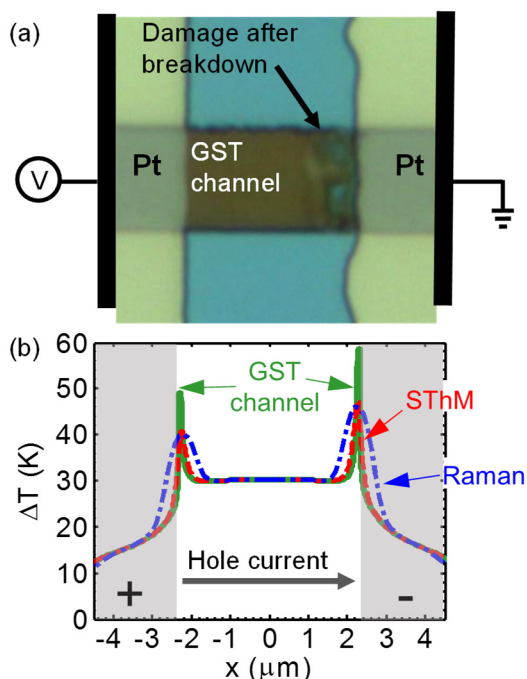 (a)
Damage after
breakdown
Pt
GST
channel
Pt
V
(b)
60
50
40
30
20
10
0
ΔT (K)
GST
channel
SThM
Raman
Hole current
+
-
-4 -3 -2 -1 0 1 2 3 4
x (μm)